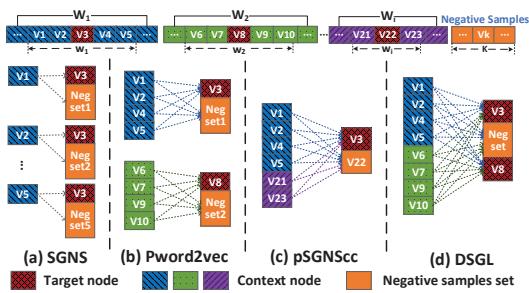 W1 W2 Wi Negative Samples
... V1 V2 V3 V4 V5 ... ... V6 V7 V8 V9 V10 ... ... V21 V22 V23 ... ... Vk ...
w1 w2 wi K
V1 V3 Neg set1
V2 V3 Neg set2
⋮
V5 V3 Neg set5
V1 V2 V4 V5 V3 Neg set1
V6 V7 V9 V10 V8 Neg set2
V1 V2 V4 V5 V21 V23 V3 V22
V1 V2 V4 V5 V6 V7 V9 V10 V3 Neg set V8
(a) SGNS (b) Pword2vec (c) pSGNScc (d) DSGL
Target node Context node Negative samples set